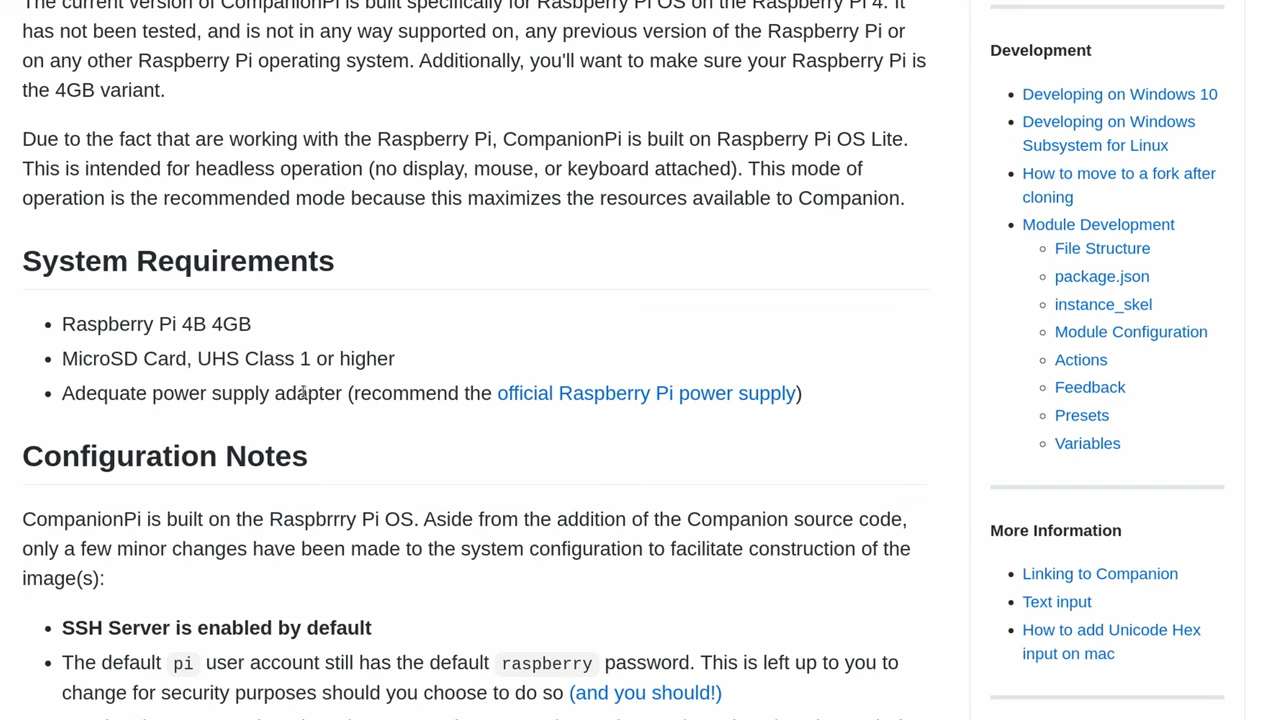 The current version of CompanionPi is built specifically for Raspberry Pi OS on the Raspberry Pi 4. It
has not been tested, and is not in any way supported on, any previous version of the Raspberry Pi or
on any other Raspberry Pi operating system. Additionally, you'll want to make sure your Raspberry Pi is
the 4GB variant.
Due to the fact that are working with the Raspberry Pi, CompanionPi is built on Raspberry Pi OS Lite.
This is intended for headless operation (no display, mouse, or keyboard attached). This mode of
operation is the recommended mode because this maximizes the resources available to Companion.
System Requirements
• Raspberry Pi 4B 4GB
• MicroSD Card, UHS Class 1 or higher
• Adequate power supply adapter (recommend the official Raspberry Pi power supply)
Configuration Notes
CompanionPi is built on the Raspbrrry Pi OS. Aside from the addition of the Companion source code,
only a few minor changes have been made to the system configuration to facilitate construction of the
image(s):
• SSH Server is enabled by default
• The default pi user account still has the default raspberry password. This is left up to you to
change for security purposes should you choose to do so (and you should!)
Development
• Developing on Windows 10
• Developing on Windows
Subsystem for Linux
• How to move to a fork after
cloning
• Module Development
◦ File Structure
◦ package.json
◦ instance_skel
◦ Module Configuration
◦ Actions
◦ Feedback
◦ Presets
◦ Variables
More Information
• Linking to Companion
• Text input
• How to add Unicode Hex
input on mac